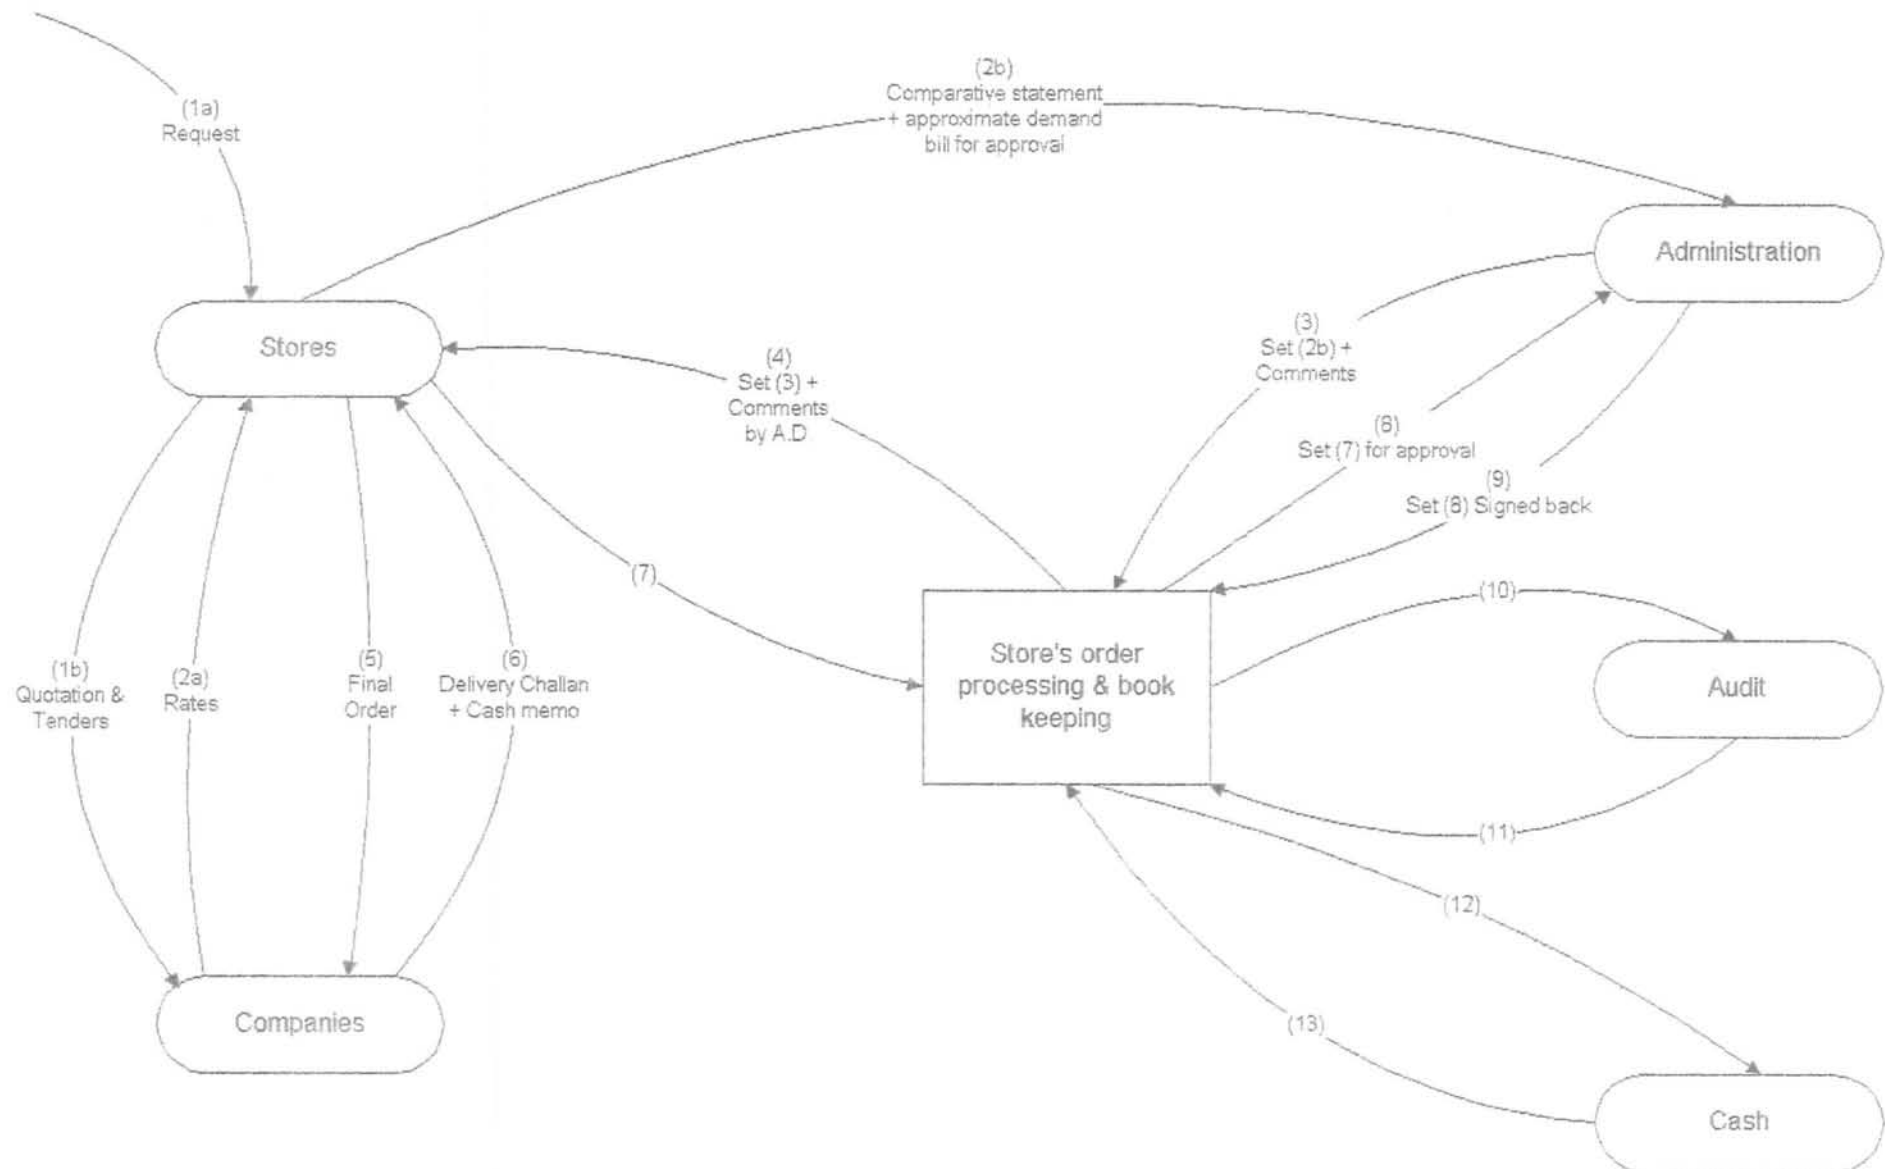 (1a)
Request
(2b)
Comparative statement
+ approximate demand
bill for approval
Administration
Stores
(4)
Set (3) +
Comments
by A.D
(3)
Set (2b) +
Comments
(8)
Set (7) for approval
(9)
Set (8) Signed back
(7)
(10)
(1b)
Quotation &
Tenders
(2a)
Rates
(5)
Final
Order
(6)
Delivery Challan
+ Cash memo
Store's order
processing & book
keeping
Audit
(11)
(12)
(13)
Companies
Cash